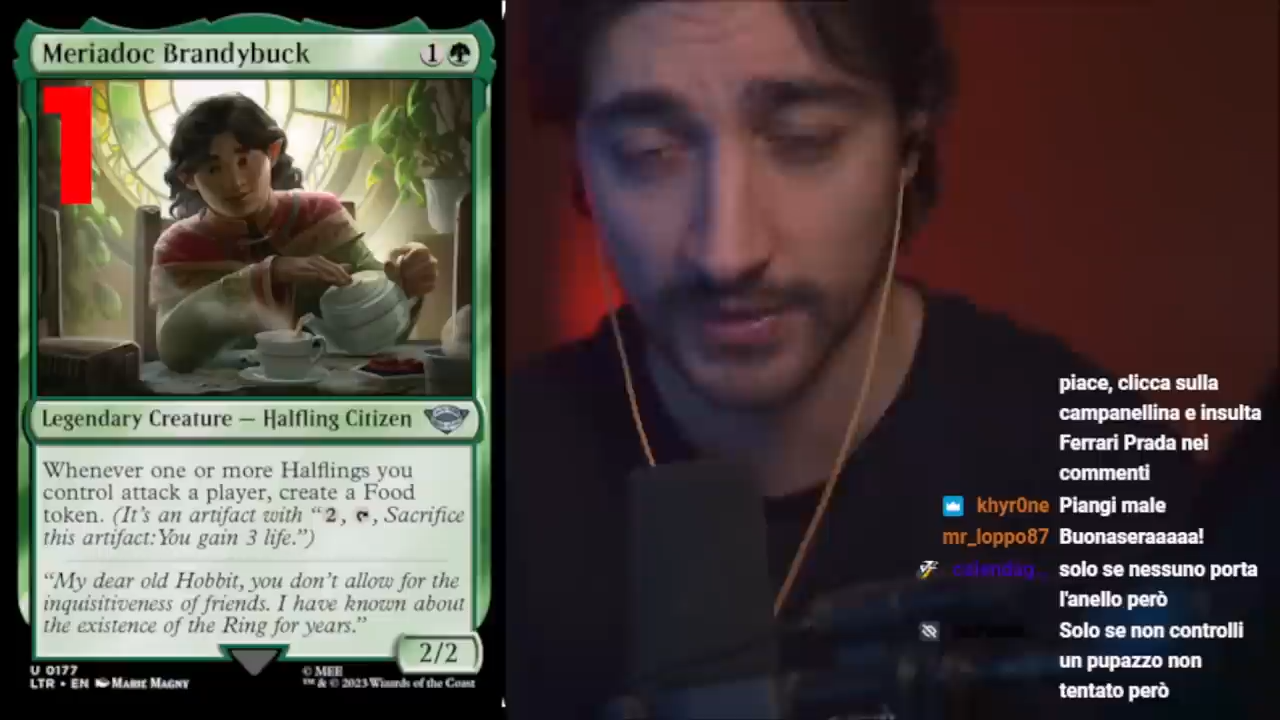 Meriadoc Brandybuck 1
1
Legendary Creature — Halfling Citizen
Whenever one or more Halflings you
control attack a player, create a Food
token. (It's an artifact with “2, , Sacrifice
this artifact: You gain 3 life.”)
“My dear old Hobbit, you don't allow for the
inquisitiveness of friends. I have known about
the existence of the Ring for years.”
2/2
U 0177
LTR • EN Marie Magny
© MEE
™ & © 2023 Wizards of the Coast
piace, clicca sulla
campanellina e insulta
Ferrari Prada nei
commenti
khyr0ne Piangi male
mr_loppo87 Buonaseraaaaa!
solo se nessuno porta
l'anello però
Solo se non controlli
un pupazzo non
tentato però